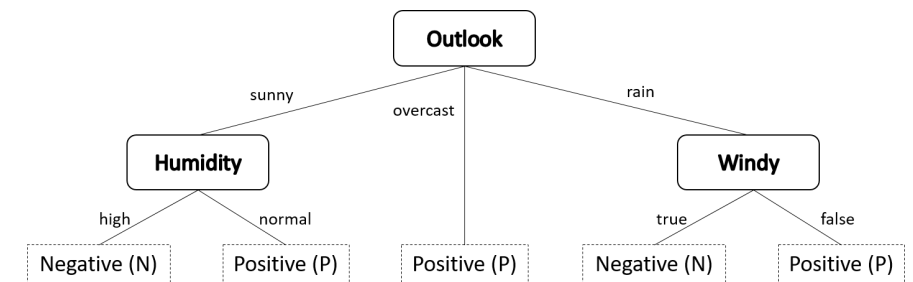 Outlook
sunny
overcast
rain
Humidity
Windy
high
normal
true
false
Negative (N)
Positive (P)
Positive (P)
Negative (N)
Positive (P)